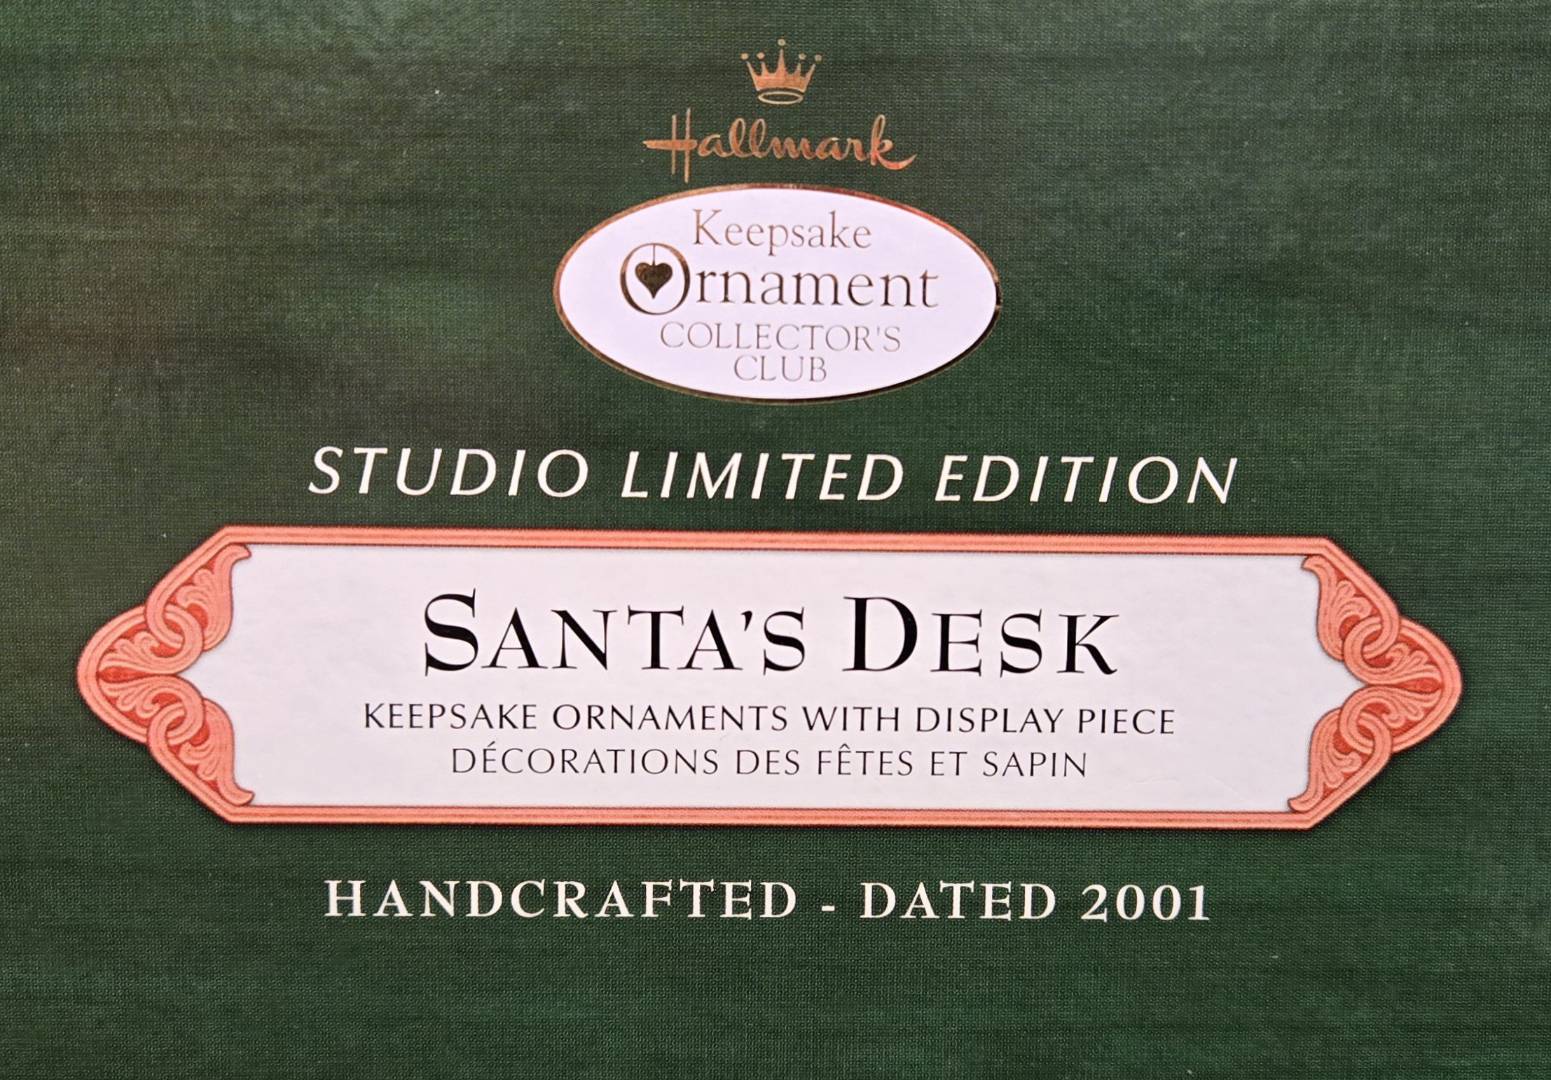 Hallmark
Keepsake
Ornament
COLLECTOR'S
CLUB
STUDIO LIMITED EDITION
SANTA'S DESK
KEEPSAKE ORNAMENTS WITH DISPLAY PIECE
DÉCORATIONS DES FÊTES ET SAPIN
HANDCRAFTED - DATED 2001